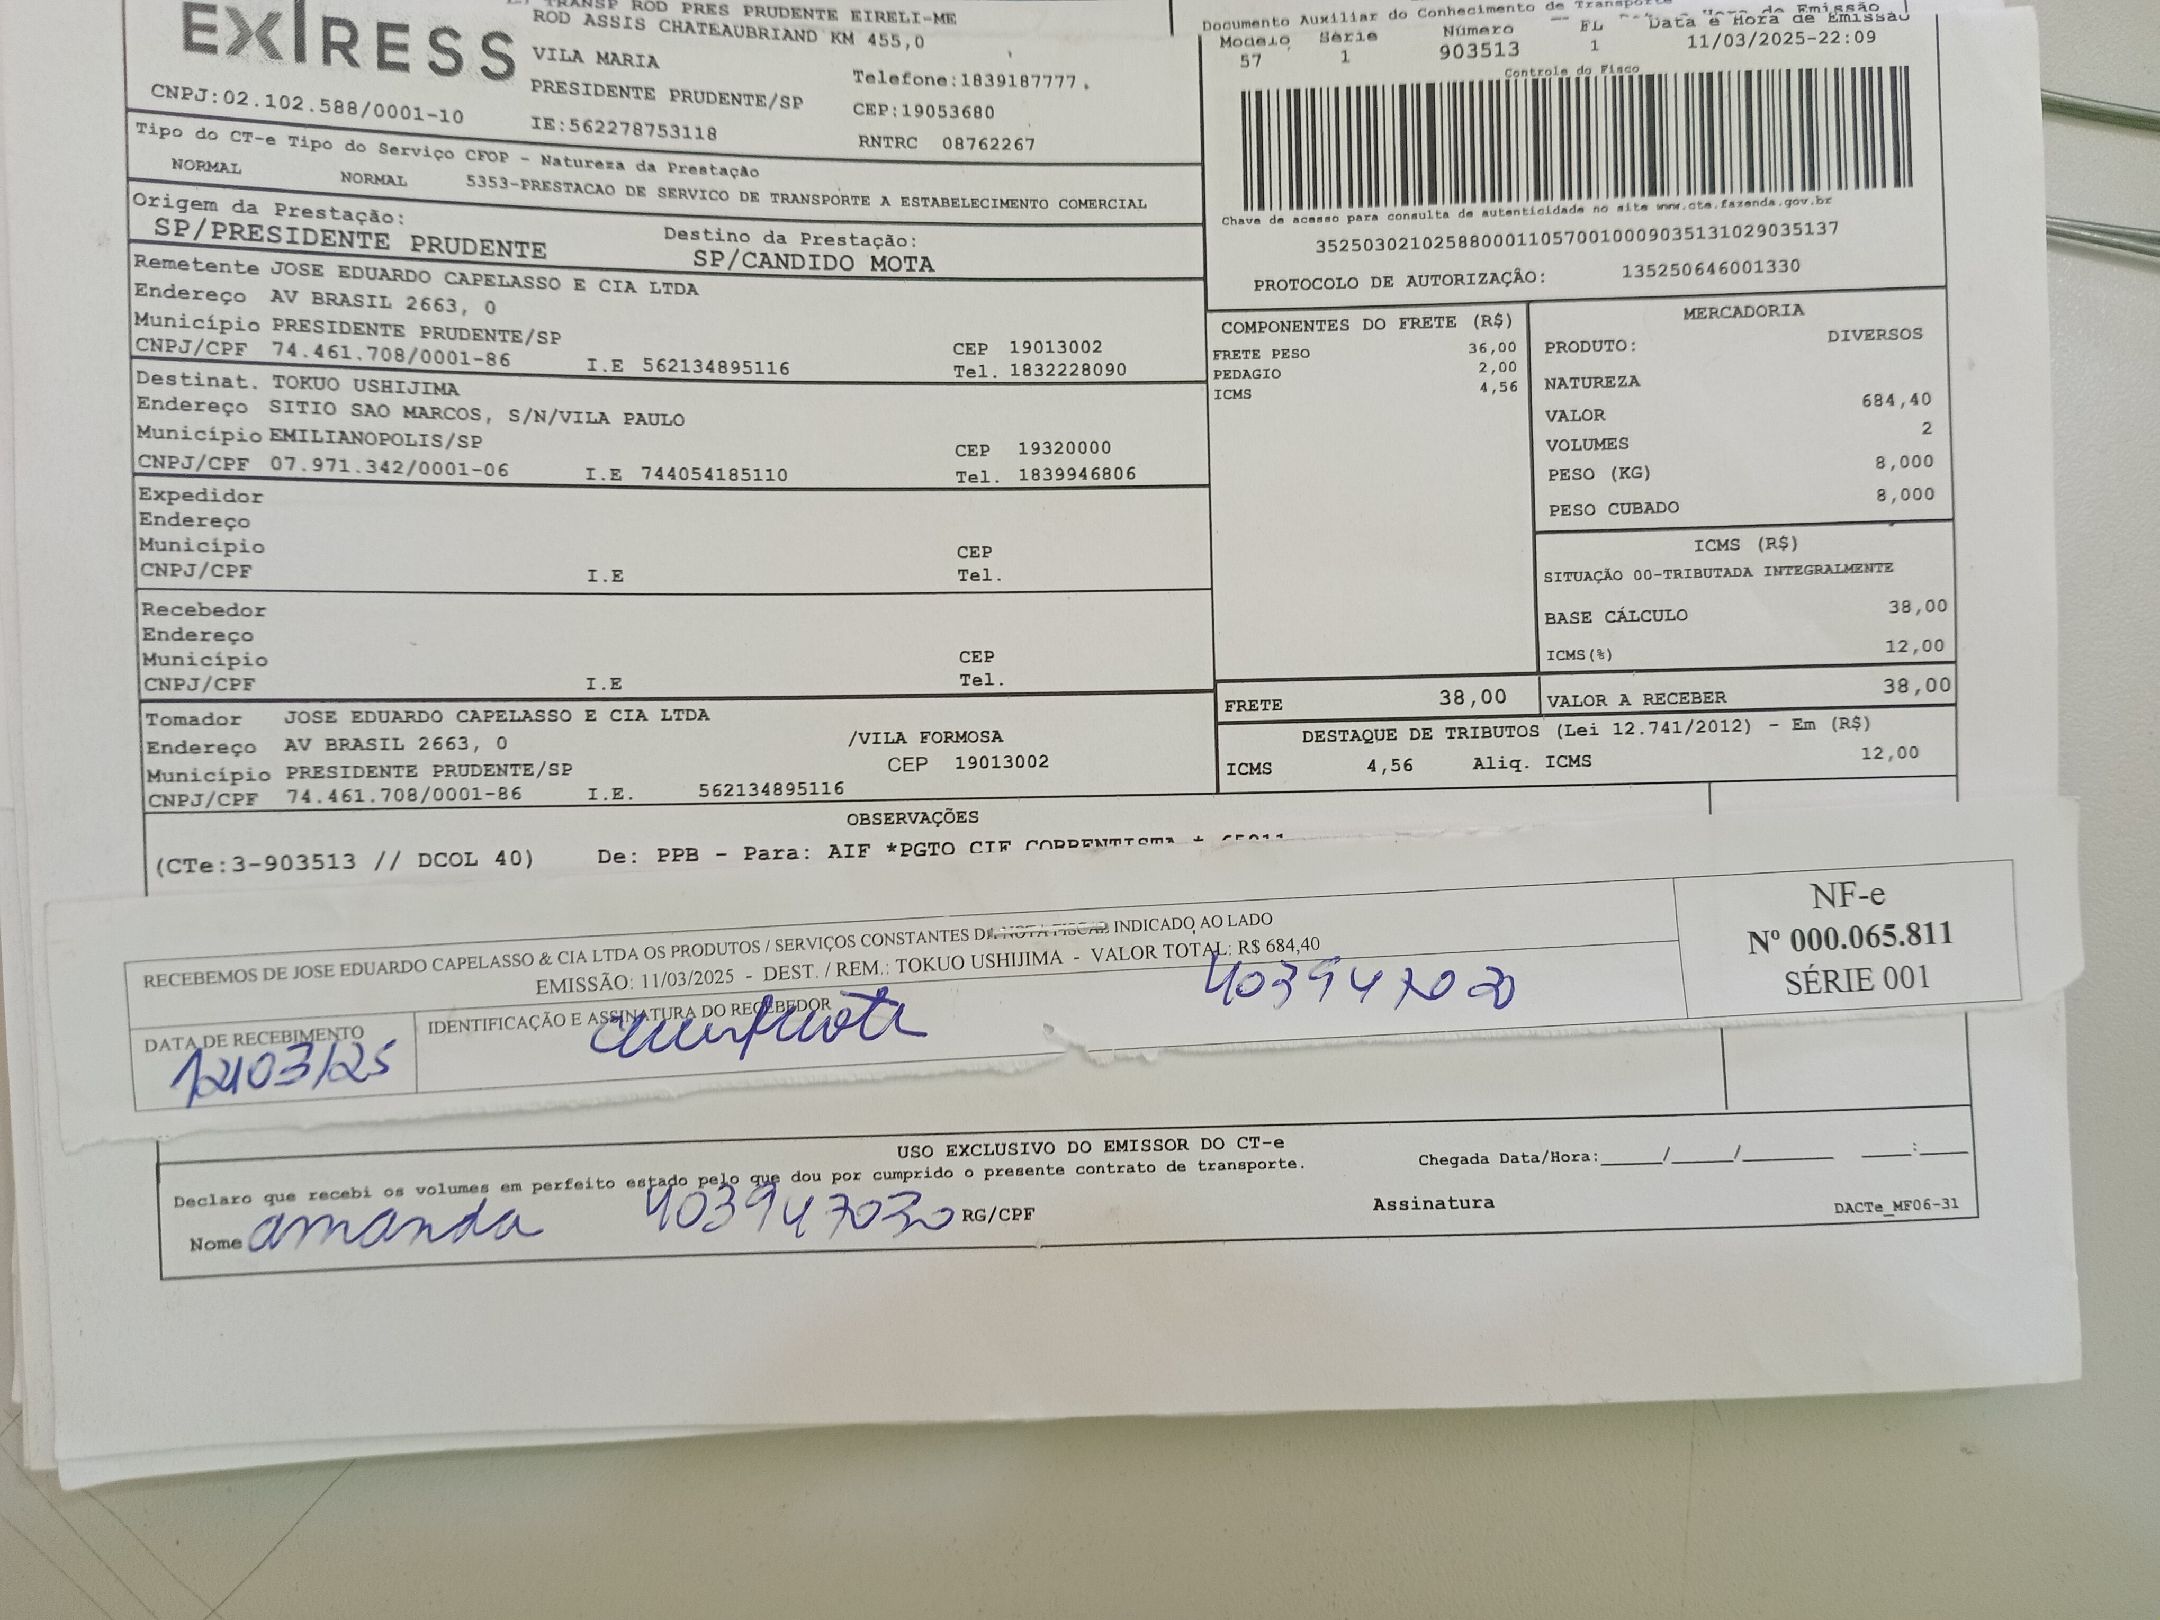 TRANSP ROD PRES PRUDENTE EIRELI-ME
EXPRESS
ROD ASSIS CHATEAUBRIAND KM 455,0
VILA MARIA
Telefone:1839187777
PRESIDENTE PRUDENTE/SP
CEP:19053680
CNPJ:02.102.588/0001-10
IE:562278753118
RNTRC 08762267
Documento Auxiliar do Conhecimento de Transporte
Modelo Série Número FL Data e Hora de Emissão
57 1 903513 1 11/03/2025-22:09
Controle do Fisco
Chave de acesso para consulta de autenticidade no site www.cte.fazenda.gov.br
35250302102588000110570010009035131029035137
PROTOCOLO DE AUTORIZAÇÃO: 135250646001330
Tipo do CT-e Tipo do Serviço CFOP - Natureza da Prestação
NORMAL NORMAL 5353-PRESTACAO DE SERVICO DE TRANSPORTE A ESTABELECIMENTO COMERCIAL
Origem da Prestação: Destino da Prestação:
SP/PRESIDENTE PRUDENTE SP/CANDIDO MOTA
Remetente JOSE EDUARDO CAPELASSO E CIA LTDA
Endereço AV BRASIL 2663, 0
Município PRESIDENTE PRUDENTE/SP CEP 19013002
CNPJ/CPF 74.461.708/0001-86 I.E 562134895116 Tel. 1832228090
Destinat. TOKUO USHIJIMA
Endereço SITIO SAO MARCOS, S/N/VILA PAULO
Município EMILIANOPOLIS/SP CEP 19320000
CNPJ/CPF 07.971.342/0001-06 I.E 744054185110 Tel. 1839946806
Expedidor
Endereço
Município CEP
CNPJ/CPF I.E Tel.
Recebedor
Endereço
Município CEP
CNPJ/CPF I.E Tel.
Tomador JOSE EDUARDO CAPELASSO E CIA LTDA
Endereço AV BRASIL 2663, 0 /VILA FORMOSA
Município PRESIDENTE PRUDENTE/SP CEP 19013002
CNPJ/CPF 74.461.708/0001-86 I.E. 562134895116
COMPONENTES DO FRETE (R$)
FRETE PESO 36,00
PEDAGIO 2,00
ICMS 4,56
MERCADORIA
PRODUTO: DIVERSOS
NATUREZA
VALOR 684,40
VOLUMES 2
PESO (KG) 8,000
PESO CUBADO 8,000
ICMS (R$)
SITUAÇÃO 00-TRIBUTADA INTEGRALMENTE
BASE CÁLCULO 38,00
ICMS(%) 12,00
FRETE 38,00 VALOR A RECEBER 38,00
DESTAQUE DE TRIBUTOS (Lei 12.741/2012) - Em (R$)
ICMS 4,56 Aliq. ICMS 12,00
OBSERVAÇÕES
(CTe:3-903513 // DCOL 40) De: PPB - Para: AIF *PGTO CIF CORRENTISTA
RECEBEMOS DE JOSE EDUARDO CAPELASSO & CIA LTDA OS PRODUTOS / SERVIÇOS CONSTANTES DA NOTA FISCAL INDICADO AO LADO
EMISSÃO: 11/03/2025 - DEST. / REM.: TOKUO USHIJIMA - VALOR TOTAL: R$ 684,40
DATA DE RECEBIMENTO
12/03/25
IDENTIFICAÇÃO E ASSINATURA DO RECEBEDOR
403947030
NF-e
Nº 000.065.811
SÉRIE 001
USO EXCLUSIVO DO EMISSOR DO CT-e
Declaro que recebi os volumes em perfeito estado pelo que dou por cumprido o presente contrato de transporte.
Chegada Data/Hora:_____/_____/_______ ____:____
Nome amanda 403947030 RG/CPF Assinatura
DACTe_MF06-31